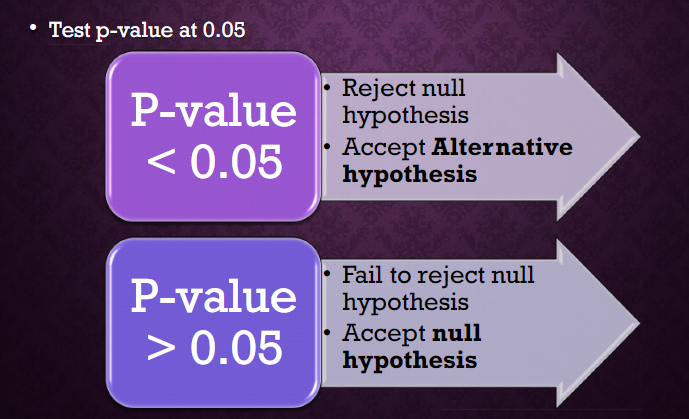 • Test p-value at 0.05
P-value
< 0.05
• Reject null
hypothesis
• Accept Alternative
hypothesis
P-value
> 0.05
• Fail to reject null
hypothesis
• Accept null
hypothesis